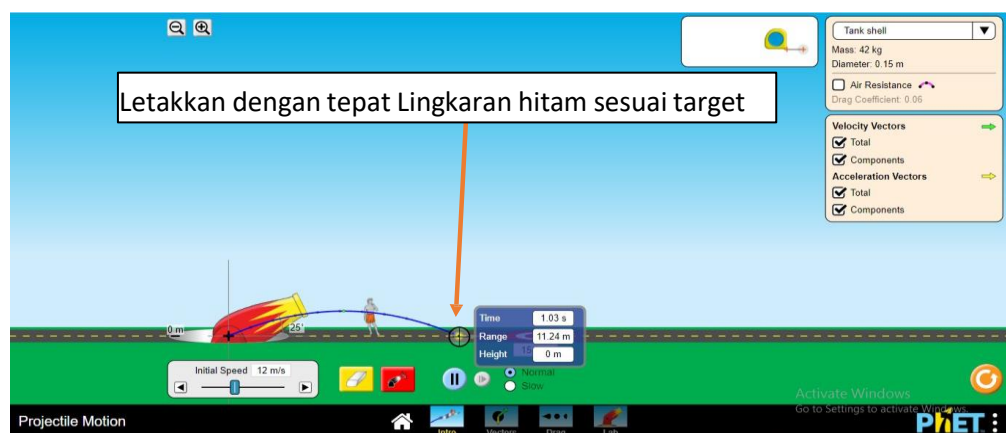 Tank shell
Mass: 42 kg
Diameter: 0.15 m
Air Resistance
Drag Coefficient: 0.06
Letakkan dengan tepat Lingkaran hitam sesuai target
Velocity Vectors
Total
Components
Acceleration Vectors
Total
Components
0 m
25°
Time 1.03 s
Range 11.24 m
Height 0 m
15
Initial Speed 12 m/s
Normal
Slow
Activate Windows
Go to Settings to activate Windows.
Projectile Motion
Intro
Vectors
Drag
Lab
PhET